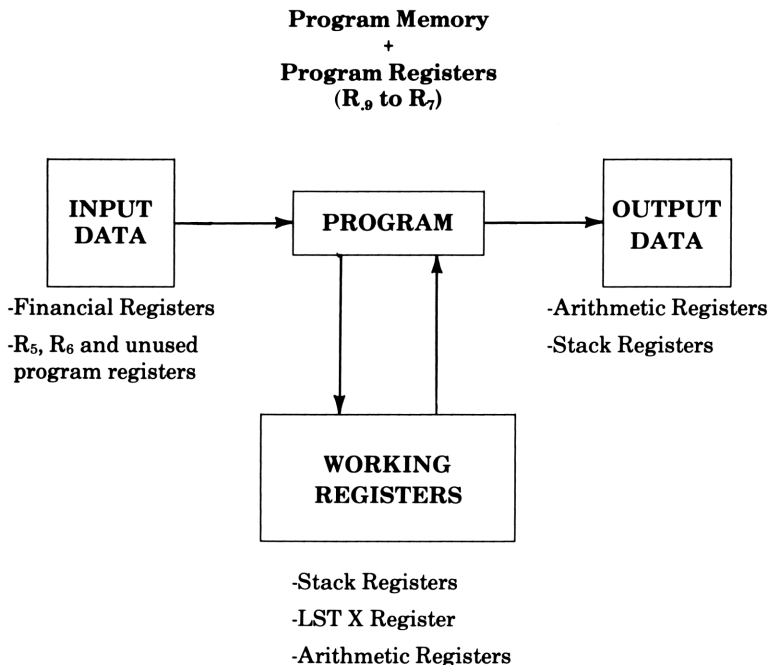 Program Memory
+
Program Registers
(R.9 to R7)
INPUT
DATA
PROGRAM
OUTPUT
DATA
-Financial Registers
-R5, R6 and unused
program registers
-Arithmetic Registers
-Stack Registers
WORKING
REGISTERS
-Stack Registers
-LST X Register
-Arithmetic Registers